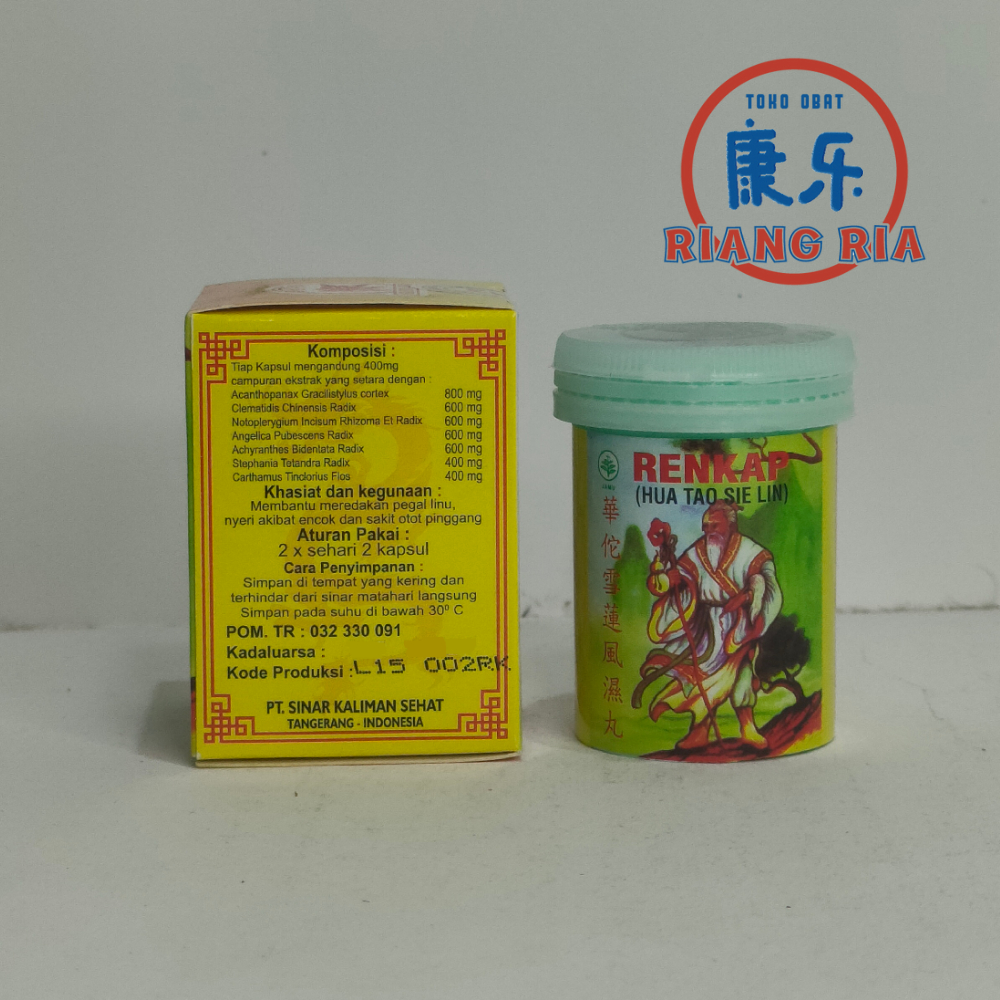 TOKO OBAT
康乐
RIANG RIA
Komposisi :
Tiap Kapsul mengandung 400mg
campuran ekstrak yang setara dengan :
Acanthopanax Gracilistylus cortex 800 mg
Clematidis Chinensis Radix 600 mg
Notoplerygium Incisum Rhizoma Et Radix 600 mg
Angelica Pubescens Radix 600 mg
Achyranthes Bidentata Radix 600 mg
Stephania Tetandra Radix 400 mg
Carthamus Tinclorius Flos 400 mg
Khasiat dan kegunaan :
Membantu meredakan pegal linu,
nyeri akibat encok dan sakit otot pinggang
Aturan Pakai :
2 x sehari 2 kapsul
Cara Penyimpanan :
Simpan di tempat yang kering dan
terhindar dari sinar matahari langsung
Simpan pada suhu di bawah 30⁰ C
POM. TR : 032 330 091
Kadaluarsa :
Kode Produksi : L15 002RK
PT. SINAR KALIMAN SEHAT
TANGERANG - INDONESIA
RENKAP
(HUA TAO SIE LIN)
JAMU
華佗雪蓮風濕丸